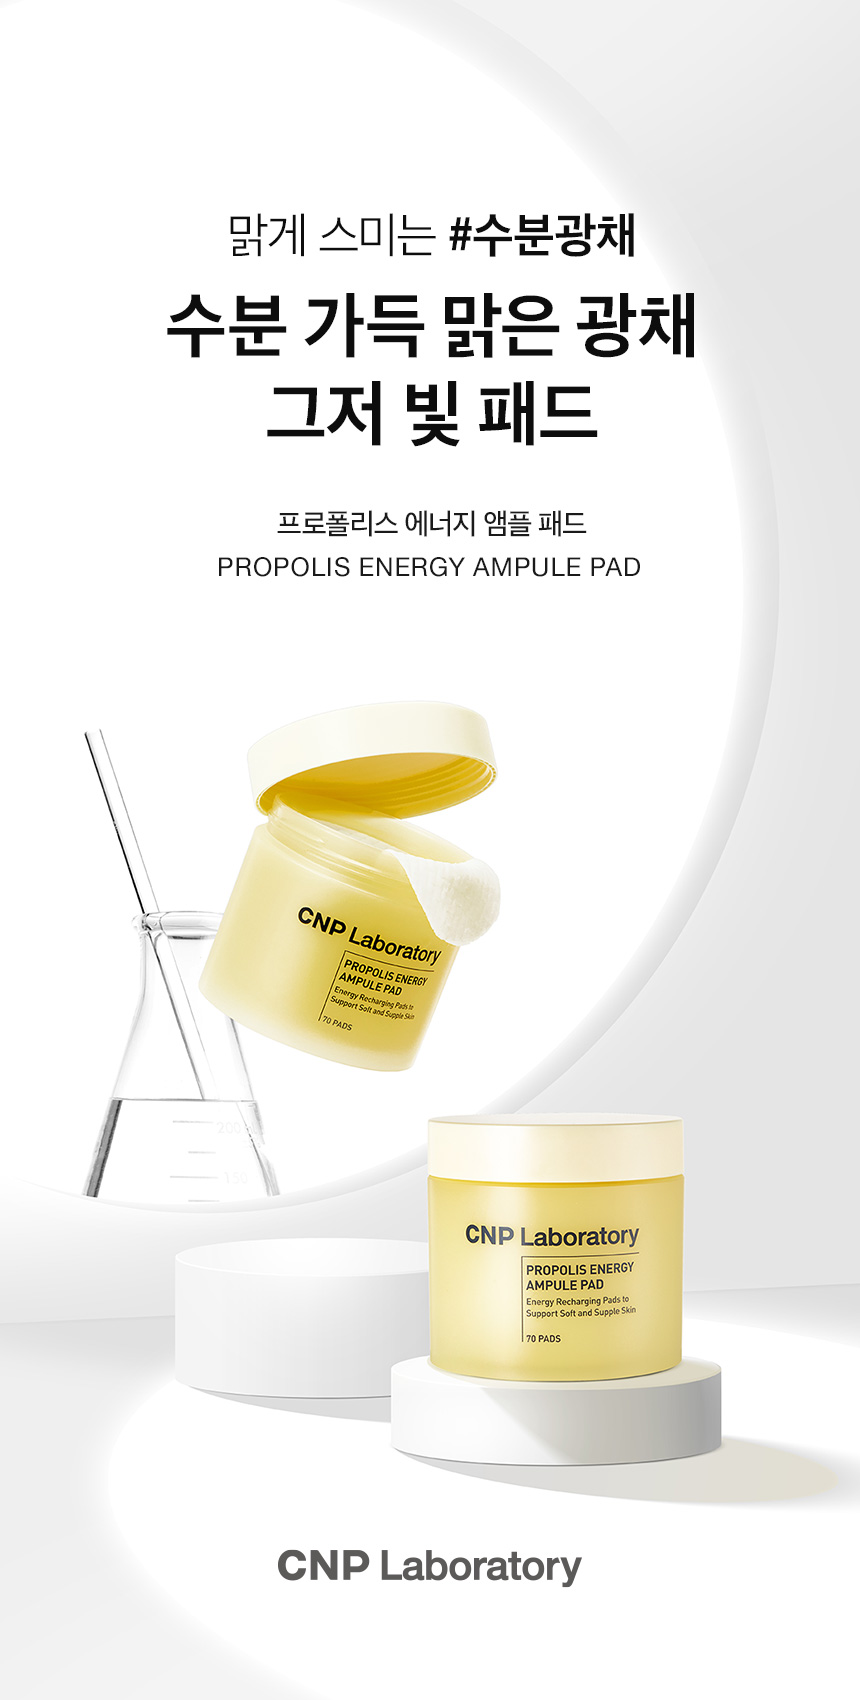 맑게 스미는 #수분광채
수분 가득 맑은 광채
그저 빛 패드
프로폴리스 에너지 앰플 패드
PROPOLIS ENERGY AMPULE PAD
CNP Laboratory
PROPOLIS ENERGY
AMPULE PAD
Energy Recharging Pads to
Support Soft and Supple Skin
70 PADS
200
150
CNP Laboratory
PROPOLIS ENERGY
AMPULE PAD
Energy Recharging Pads to
Support Soft and Supple Skin
70 PADS
CNP Laboratory